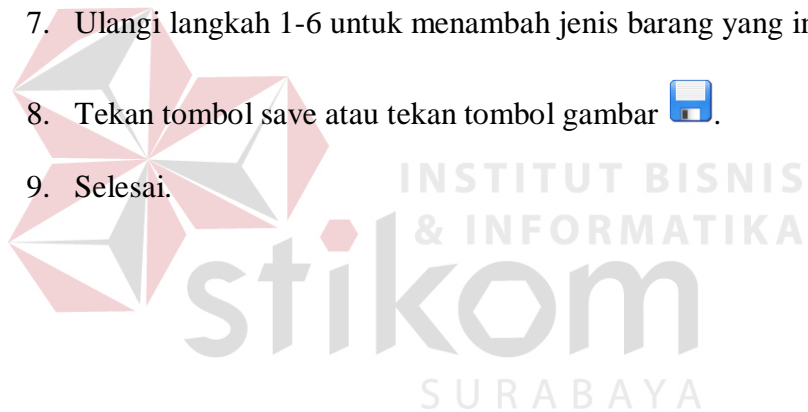 7. Ulangi langkah 1-6 untuk menambah jenis barang yang
8. Tekan tombol save atau tekan tombol gambar .
9. Selesai.
INSTITUT BISNIS
& INFORMATIKA
stikom
SURABAYA